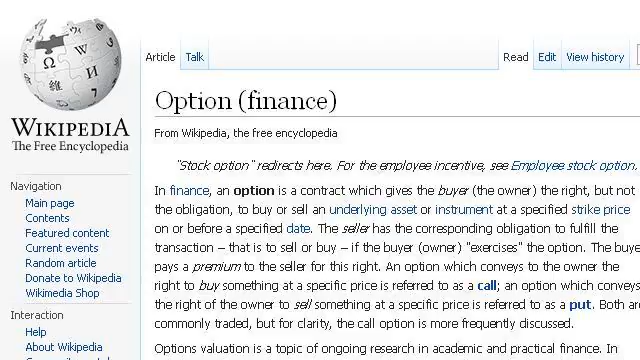 WIKIPEDIA
The Free Encyclopedia
Navigation
Main page
Contents
Featured content
Current events
Random article
Donate to Wikipedia
Wikimedia Shop
Interaction
Help
About Wikipedia
Article Talk Read Edit View history
Option (finance)
From Wikipedia, the free encyclopedia
"Stock option" redirects here. For the employee incentive, see Employee stock option.
In finance, an option is a contract which gives the buyer (the owner) the right, but not
the obligation, to buy or sell an underlying asset or instrument at a specified strike price
on or before a specified date. The seller has the corresponding obligation to fulfill the
transaction – that is to sell or buy – if the buyer (owner) "exercises" the option. The buye
pays a premium to the seller for this right. An option which conveys to the owner the
right to buy something at a specific price is referred to as a call; an option which conveys
the right of the owner to sell something at a specific price is referred to as a put. Both are
commonly traded, but for clarity, the call option is more frequently discussed.
Options valuation is a topic of ongoing research in academic and practical finance. In